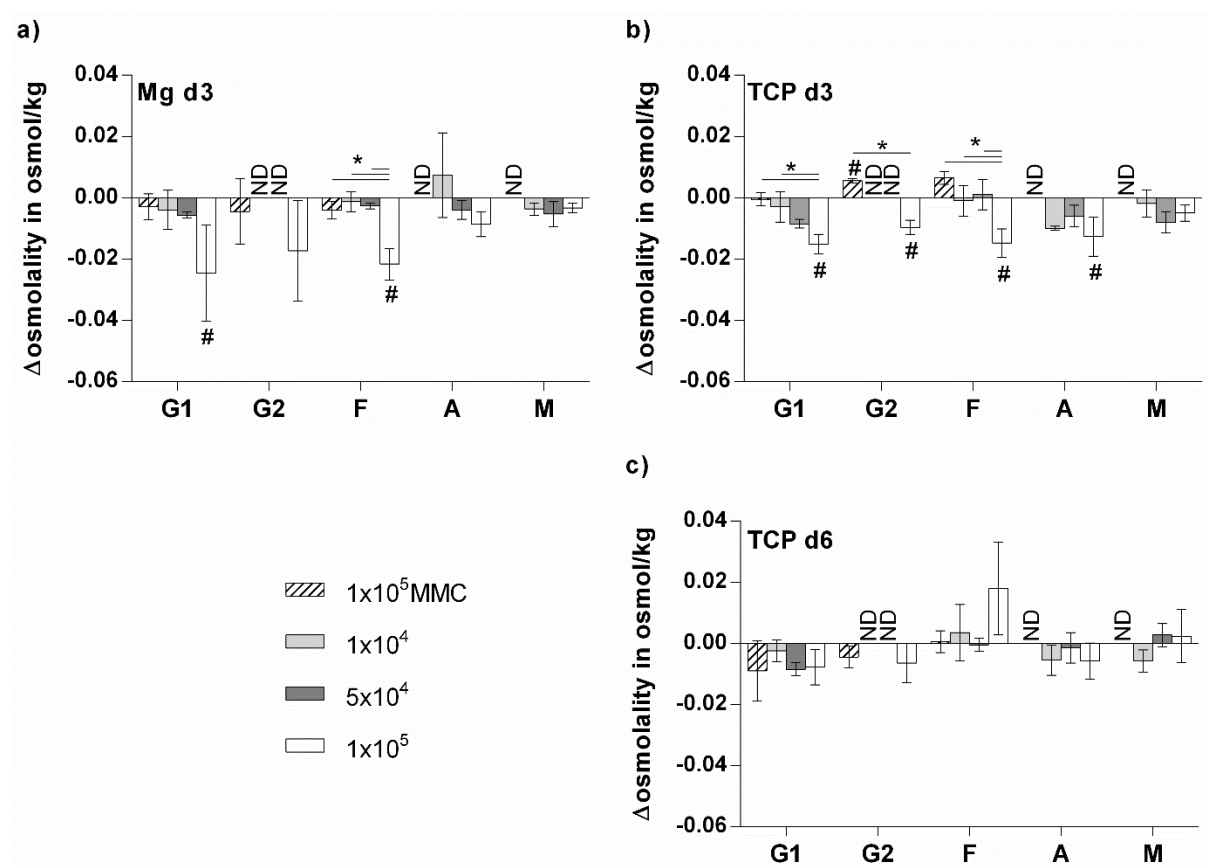 a)
Mg d3
Δosmolality in osmol/kg
0.04
0.02
0.00
-0.02
-0.04
-0.06
ND
ND
*
ND
ND
#
#
G1 G2 F A M
b)
TCP d3
Δosmolality in osmol/kg
0.04
0.02
0.00
-0.02
-0.04
-0.06
*
*
#
ND
ND
*
ND
ND
#
#
#
#
G1 G2 F A M
c)
TCP d6
Δosmolality in osmol/kg
0.04
0.02
0.00
-0.02
-0.04
-0.06
ND
ND
ND
ND
G1 G2 F A M
1x10⁵MMC
1x10⁴
5x10⁴
1x10⁵